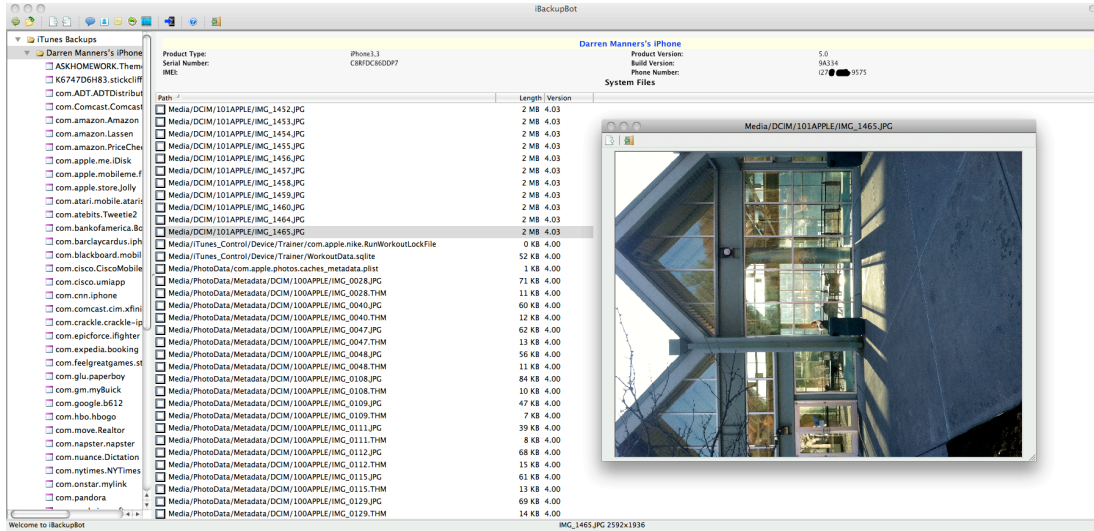 iBackupBot
iTunes Backups
Darren Manners's iPhone
ASKHOMEWORK.Them
K6747D6H83.stickcliff
com.ADT.ADTDistribut
com.Comcast.Comcast
com.amazon.Amazon
com.amazon.Lassen
com.amazon.PriceChe
com.apple.me.iDisk
com.apple.mobileme.f
com.apple.store.Jolly
com.atari.mobile.ataris
com.atebits.Tweetie2
com.bankofamerica.Bo
com.barclaycardus.iph
com.blackboard.mobil
com.cisco.CiscoMobile
com.cisco.umiapp
com.cnn.iphone
com.comcast.cim.xfini
com.crackle.crackle-ip
com.epicforce.ifighter
com.expedia.booking
com.feelgreatgames.st
com.glu.paperboy
com.gm.myBuick
com.google.b612
com.hbo.hbogo
com.move.Realtor
com.napster.napster
com.nuance.Dictation
com.nytimes.NYTimes
com.onstar.mylink
com.pandora
Darren Manners's iPhone
Product Type: iPhone3,3 Product Version: 5.0
Serial Number: C8RFDC86DDP7 Build Version: 9A334
IMEI: Phone Number: (27 9575
System Files
Path Length Version
Media/DCIM/101APPLE/IMG_1452.JPG 2 MB 4.03
Media/DCIM/101APPLE/IMG_1453.JPG 2 MB 4.03
Media/DCIM/101APPLE/IMG_1454.JPG 2 MB 4.03
Media/DCIM/101APPLE/IMG_1455.JPG 2 MB 4.03
Media/DCIM/101APPLE/IMG_1456.JPG 2 MB 4.03
Media/DCIM/101APPLE/IMG_1457.JPG 2 MB 4.03
Media/DCIM/101APPLE/IMG_1458.JPG 2 MB 4.03
Media/DCIM/101APPLE/IMG_1459.JPG 2 MB 4.03
Media/DCIM/101APPLE/IMG_1460.JPG 2 MB 4.03
Media/DCIM/101APPLE/IMG_1464.JPG 2 MB 4.03
Media/DCIM/101APPLE/IMG_1465.JPG 2 MB 4.03
Media/iTunes_Control/Device/Trainer/com.apple.nike.RunWorkoutLockFile 0 KB 4.00
Media/iTunes_Control/Device/Trainer/WorkoutData.sqlite 52 KB 4.00
Media/PhotoData/com.apple.photos.caches_metadata.plist 1 KB 4.00
Media/PhotoData/Metadata/DCIM/100APPLE/IMG_0028.JPG 71 KB 4.00
Media/PhotoData/Metadata/DCIM/100APPLE/IMG_0028.THM 11 KB 4.00
Media/PhotoData/Metadata/DCIM/100APPLE/IMG_0040.JPG 60 KB 4.00
Media/PhotoData/Metadata/DCIM/100APPLE/IMG_0040.THM 12 KB 4.00
Media/PhotoData/Metadata/DCIM/100APPLE/IMG_0047.JPG 62 KB 4.00
Media/PhotoData/Metadata/DCIM/100APPLE/IMG_0047.THM 13 KB 4.00
Media/PhotoData/Metadata/DCIM/100APPLE/IMG_0048.JPG 56 KB 4.00
Media/PhotoData/Metadata/DCIM/100APPLE/IMG_0048.THM 11 KB 4.00
Media/PhotoData/Metadata/DCIM/100APPLE/IMG_0108.JPG 84 KB 4.00
Media/PhotoData/Metadata/DCIM/100APPLE/IMG_0108.THM 10 KB 4.00
Media/PhotoData/Metadata/DCIM/100APPLE/IMG_0109.JPG 47 KB 4.00
Media/PhotoData/Metadata/DCIM/100APPLE/IMG_0109.THM 7 KB 4.00
Media/PhotoData/Metadata/DCIM/100APPLE/IMG_0111.JPG 39 KB 4.00
Media/PhotoData/Metadata/DCIM/100APPLE/IMG_0111.THM 8 KB 4.00
Media/PhotoData/Metadata/DCIM/100APPLE/IMG_0112.JPG 68 KB 4.00
Media/PhotoData/Metadata/DCIM/100APPLE/IMG_0112.THM 15 KB 4.00
Media/PhotoData/Metadata/DCIM/100APPLE/IMG_0115.JPG 61 KB 4.00
Media/PhotoData/Metadata/DCIM/100APPLE/IMG_0115.THM 13 KB 4.00
Media/PhotoData/Metadata/DCIM/100APPLE/IMG_0129.JPG 69 KB 4.00
Media/PhotoData/Metadata/DCIM/100APPLE/IMG_0129.THM 14 KB 4.00
Media/DCIM/101APPLE/IMG_1465.JPG
Welcome to iBackupBot
IMG_1465.JPG 2592x1936